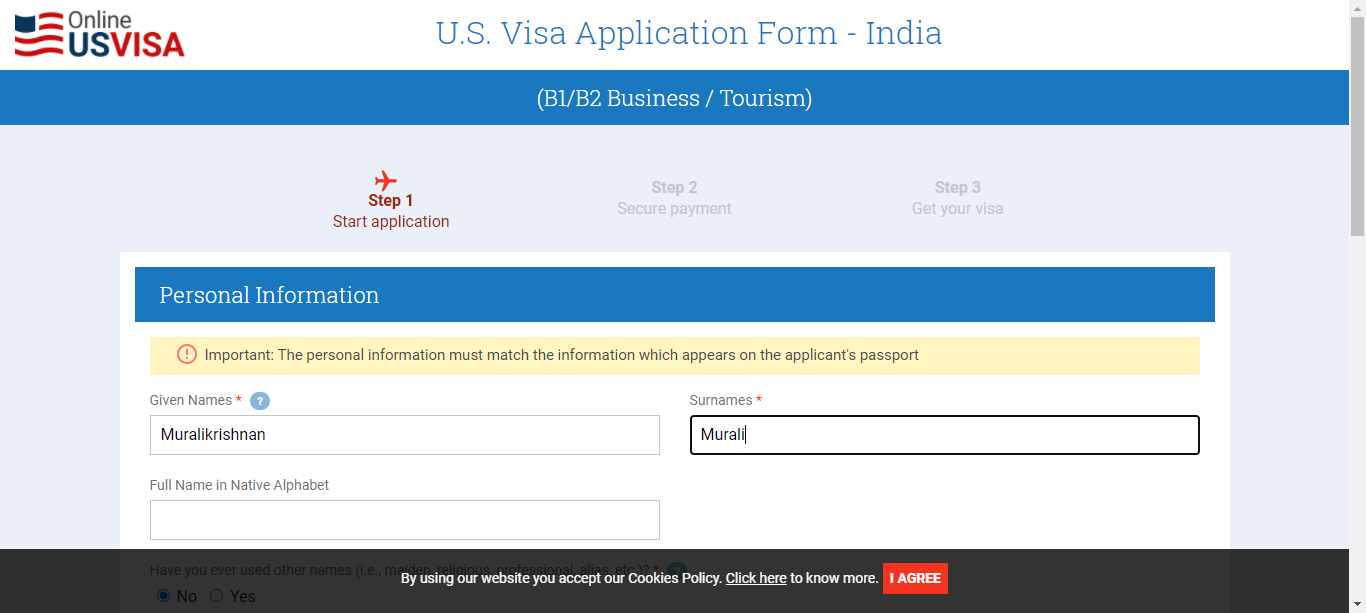 Online
USVISA
U.S. Visa Application Form - India
(B1/B2 Business / Tourism)
Step 1
Start application
Step 2
Secure payment
Step 3
Get your visa
Personal Information
Important: The personal information must match the information which appears on the applicant's passport
Given Names * ?
Surnames *
Muralikrishnan
Murali
Full Name in Native Alphabet
Have you ever used other names (i.e., maiden, religious, professional, alias, etc.)? * ?
By using our website you accept our Cookies Policy. Click here to know more. I AGREE
No Yes